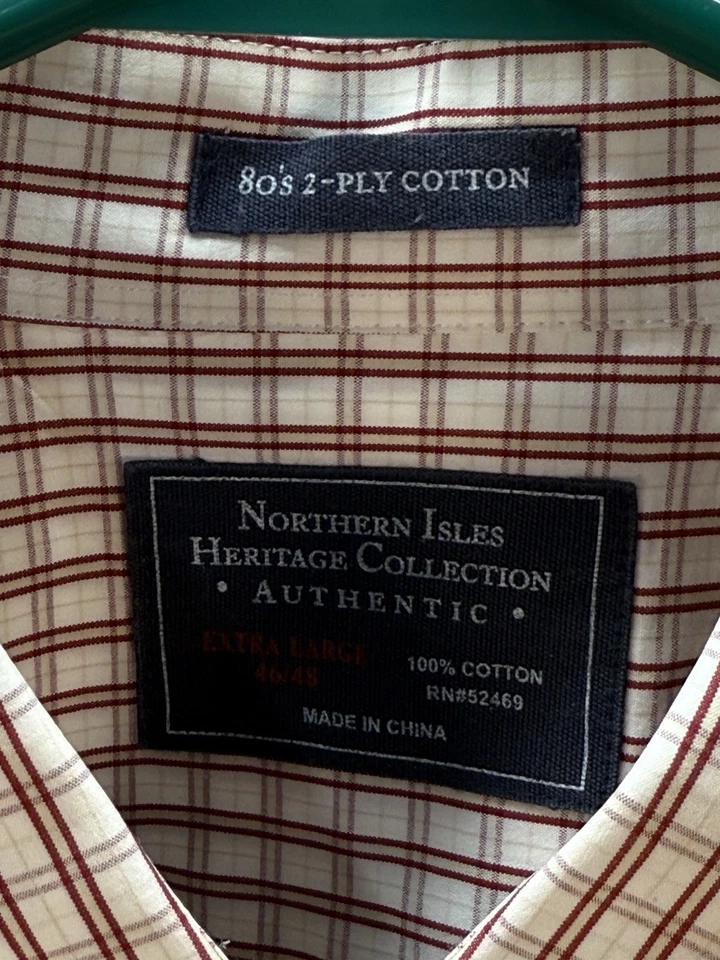 80's 2-PLY COTTON
NORTHERN ISLES
HERITAGE COLLECTION
• AUTHENTIC •
EXTRA LARGE
46/48
100% COTTON
RN#52469
MADE IN CHINA